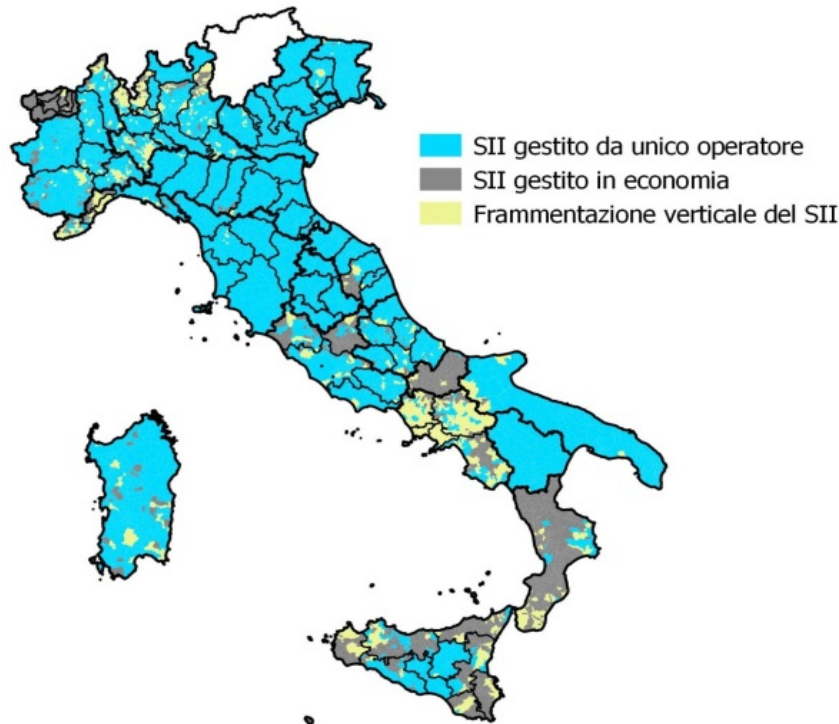 SII gestito da unico operatore
SII gestito in economia
Frammentazione verticale del SII